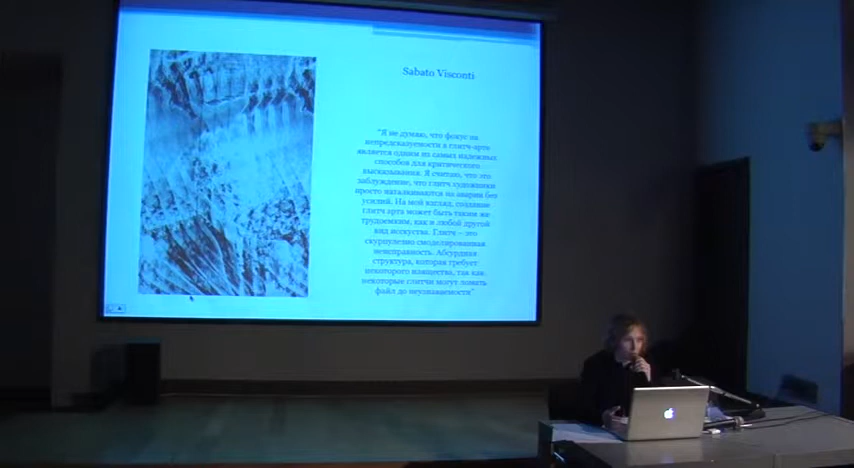 Sabato Visconti
"Я не думаю, что фокус на
непредсказуемости в глитч-арте
является одним из самых надежных
способов для критического
высказывания. Я считаю, что это
заблуждение, что глитч художники
просто наталкиваются на аварии без
усилий. На мой взгляд, создание
глитч арта может быть таким же
трудоемким, как и любой другой
вид искусства. Глитч – это
скурпулезно смоделированная
неисправность. Абсурдная
структура, которая требует
некоторого изящества, так как
некоторые глитчи могут ломать
файл до неузнаваемости"